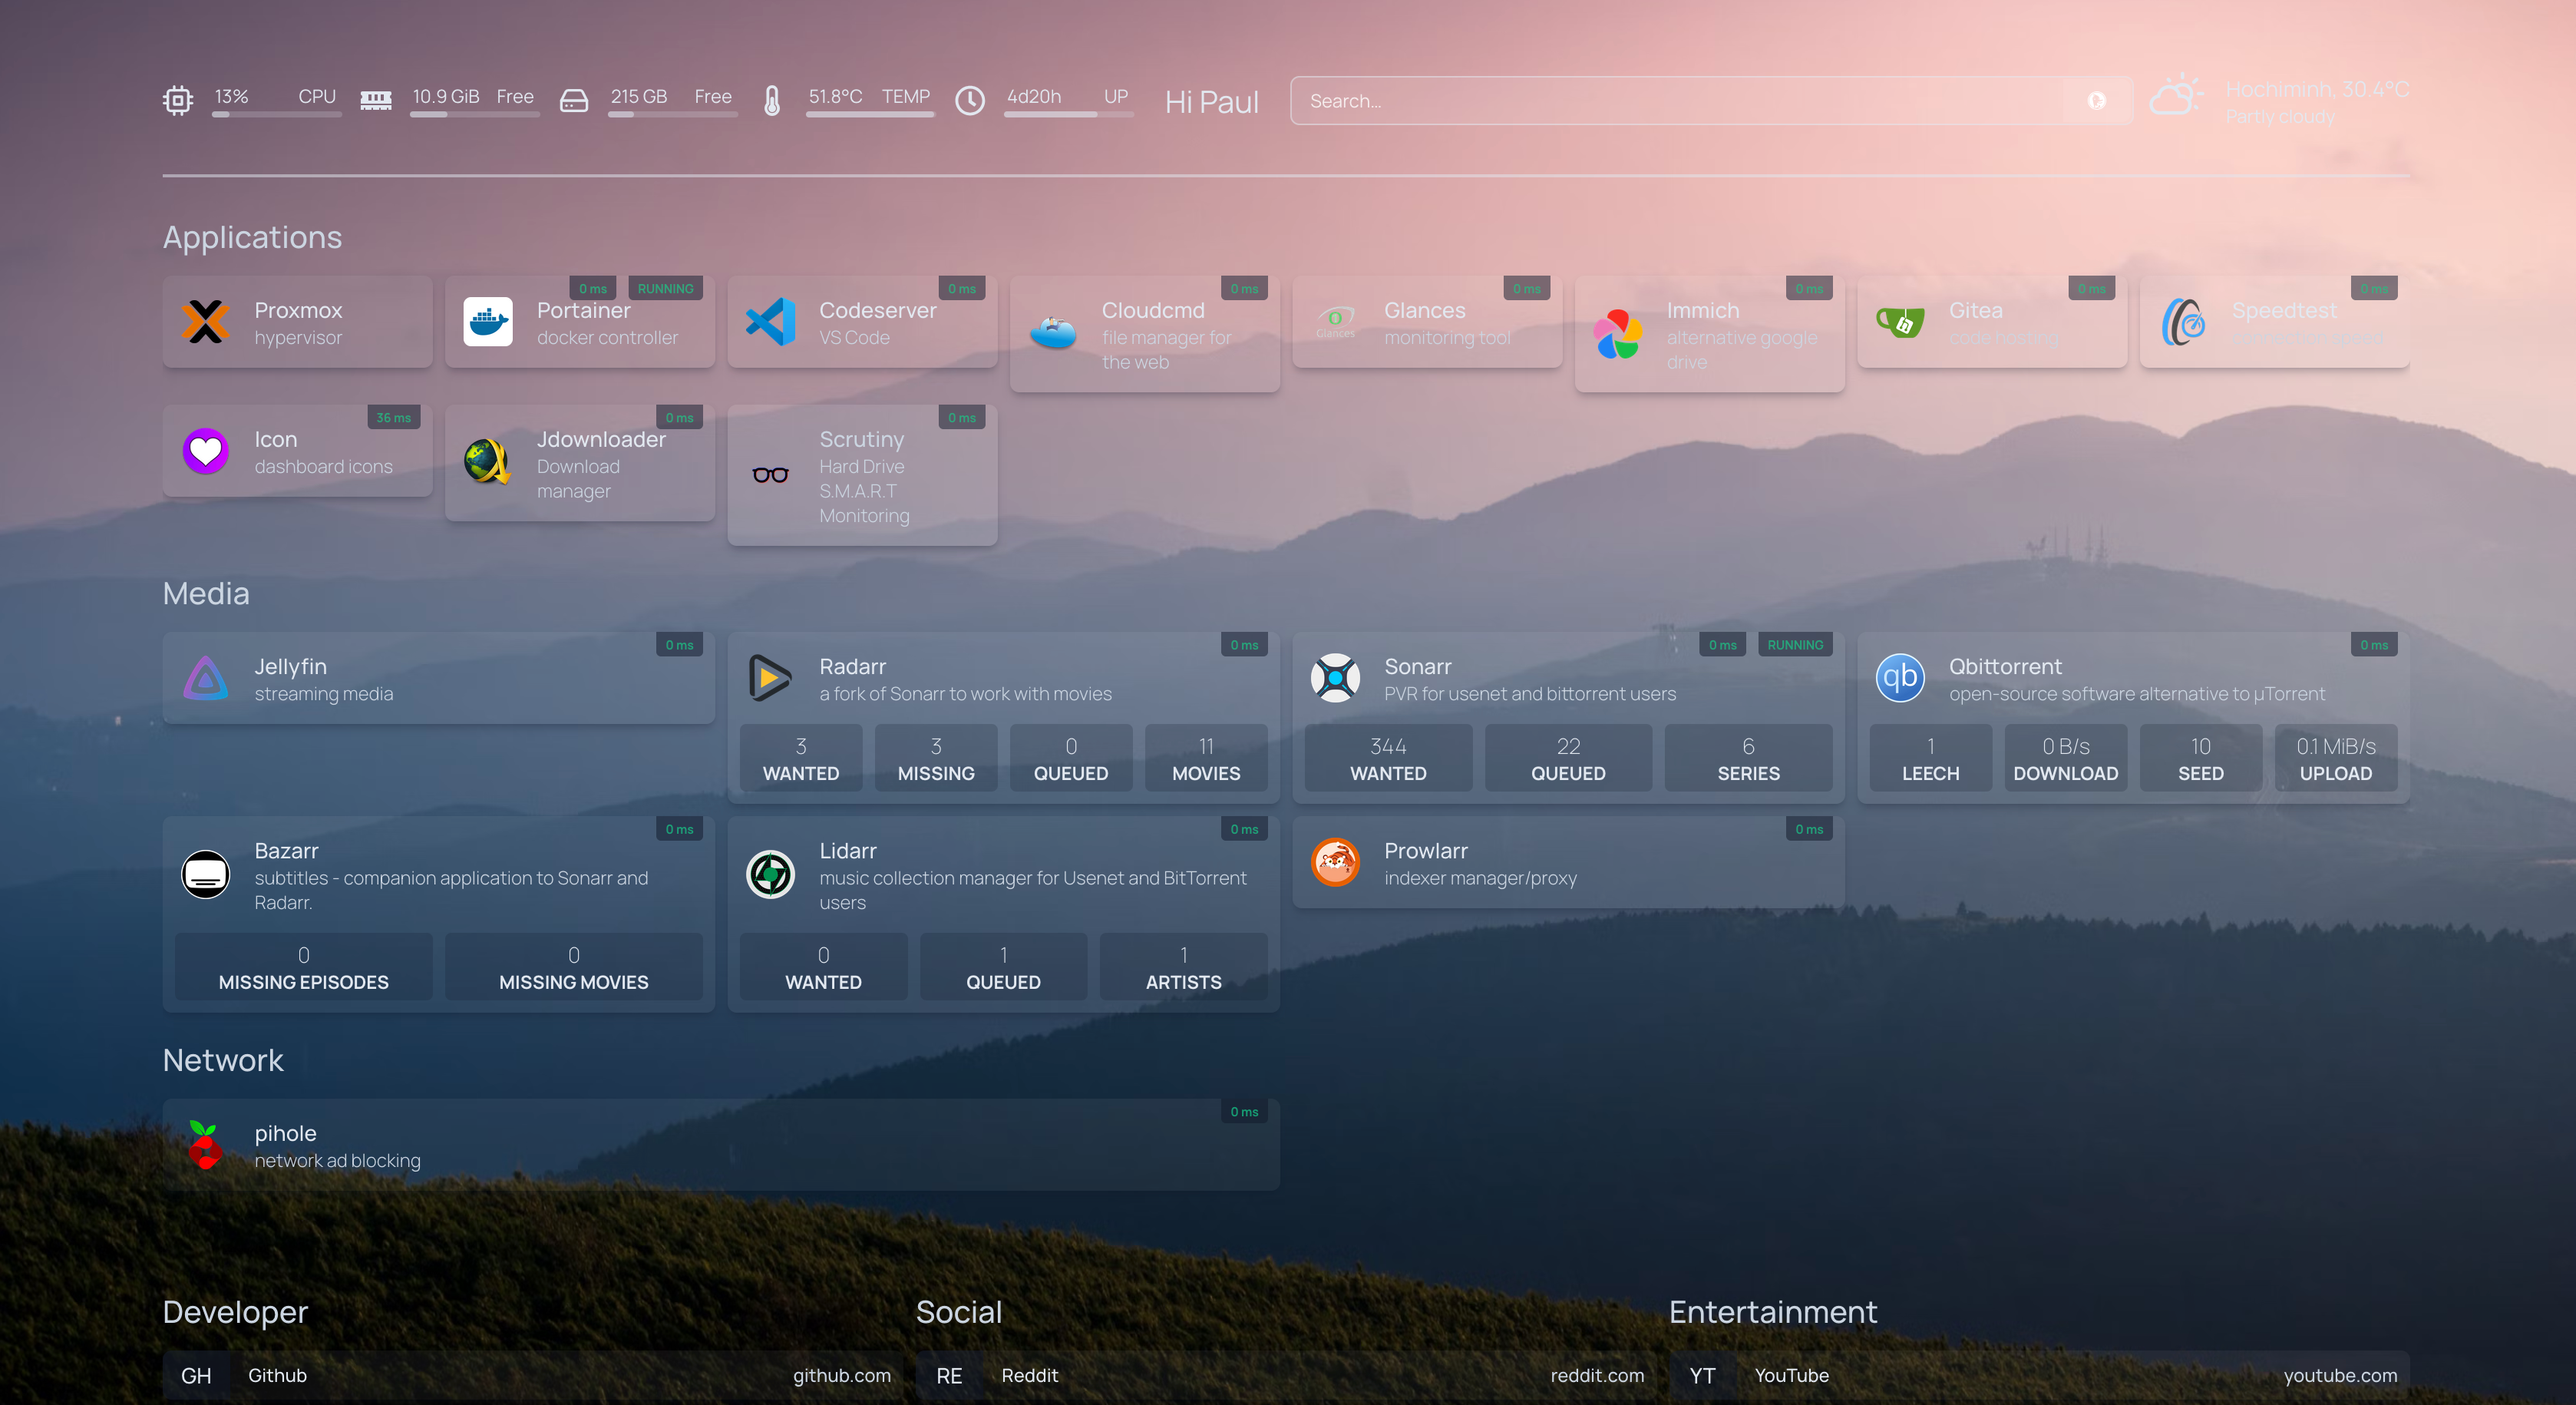 13% CPU
10.9 GiB Free
215 GB Free
51.8°C TEMP
4d20h UP
Hi Paul
Search...
Hochiminh, 30.4°C
Partly cloudy
Applications
Proxmox
hypervisor
0 ms RUNNING
Portainer
docker controller
0 ms
Codeserver
VS Code
0 ms
Cloudcmd
file manager for
the web
0 ms
Glances
Glances
monitoring tool
0 ms
Immich
alternative google
drive
0 ms
Gitea
code hosting
0 ms
Speedtest
36 ms
Icon
dashboard icons
0 ms
Jdownloader
Download
manager
0 ms
Scrutiny
Hard Drive
S.M.A.R.T
Monitoring
Media
0 ms
Jellyfin
streaming media
0 ms
Radarr
a fork of Sonarr to work with movies
3
WANTED
3
MISSING
0
QUEUED
11
MOVIES
0 ms RUNNING
Sonarr
PVR for usenet and bittorrent users
344
WANTED
22
QUEUED
6
SERIES
0 ms
qb
Qbittorrent
open-source software alternative to µTorrent
1
LEECH
0 B/s
DOWNLOAD
10
SEED
0.1 MiB/s
UPLOAD
0 ms
Bazarr
subtitles - companion application to Sonarr and
Radarr.
0
MISSING EPISODES
0
MISSING MOVIES
0 ms
Lidarr
music collection manager for Usenet and BitTorrent
users
0
WANTED
1
QUEUED
1
ARTISTS
0 ms
Prowlarr
indexer manager/proxy
Network
0 ms
pihole
network ad blocking
Developer
GH Github github.com
Social
RE Reddit reddit.com
Entertainment
YT YouTube youtube.com